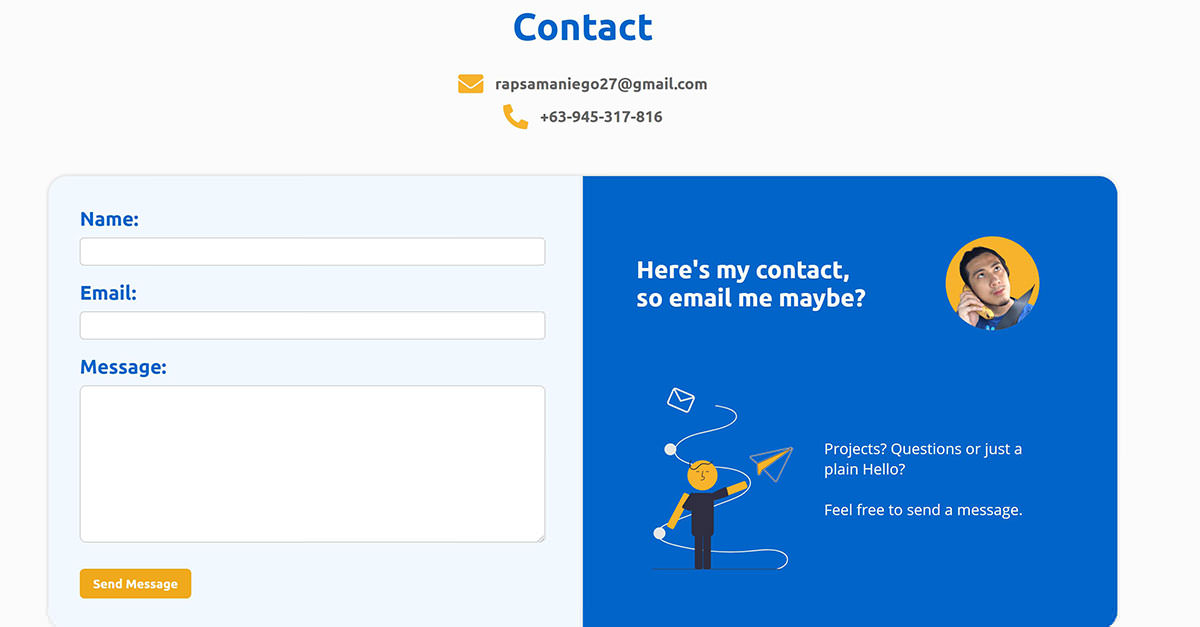 Contact
rapsamaniego27@gmail.com
+63-945-317-816
Name:
Email:
Message:
Send Message
Here's my contact,
so email me maybe?
Projects? Questions or just a
plain Hello?
Feel free to send a message.